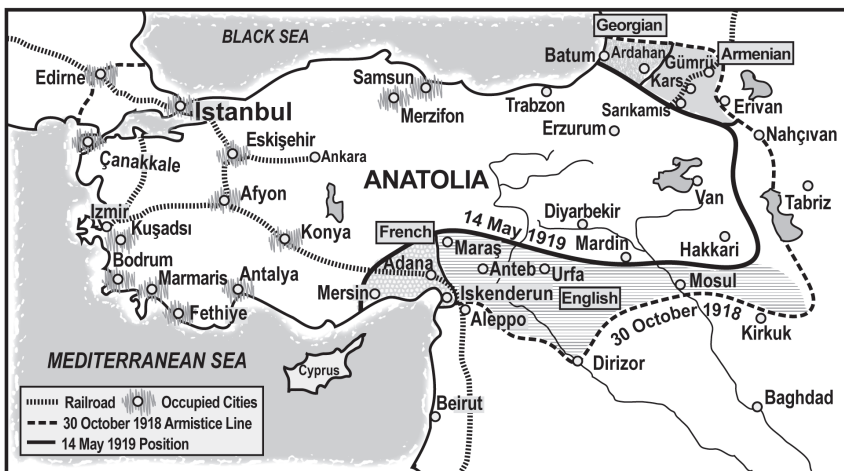 BLACK SEA
Georgian
Armenian
Batum
Ardahan
Gümrü
Kars
Sarıkamıs
Erivan
Nahçıvan
Edirne
Istanbul
Samsun
Merzifon
Trabzon
Erzurum
Çanakkale
Eskişehir
Ankara
ANATOLIA
Van
Tabriz
Afyon
Izmir
Kuşadsı
Konya
French
14 May 1919
Diyarbekir
Mardin
Hakkari
Maraş
Bodrum
Marmaris
Antalya
Adana
Anteb
Urfa
Mosul
Mersin
Iskenderun
English
Fethiye
Aleppo
30 October 1918
Kirkuk
MEDITERRANEAN SEA
Cyprus
Dirizor
Beirut
Baghdad
Railroad
Occupied Cities
30 October 1918 Armistice Line
14 May 1919 Position